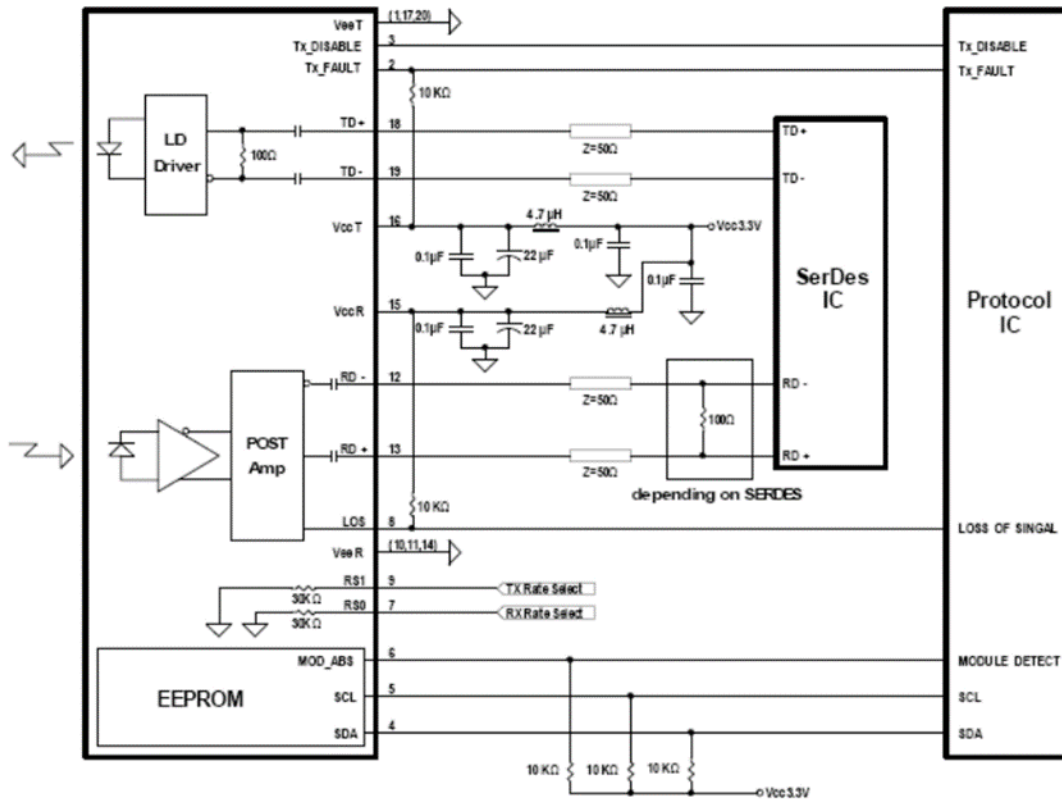 VeeT (1,17,20)
Tx_DISABLE 3 Tx_DISABLE
Tx_FAULT 2 Tx_FAULT
10 KΩ
LD
Driver
100Ω
TD+ 18 Z=50Ω TD+
TD- 19 Z=50Ω TD-
VccT 16 4.7 µH Vcc3.3V
0.1µF 22 µF 0.1µF 0.1µF
SerDes
IC
Protocol
IC
VccR 15
0.1µF 22 µF 4.7 µH
RD - 12 Z=50Ω RD -
100Ω
POST
Amp
RD + 13 Z=50Ω RD +
depending on SERDES
10 KΩ
LOS 8 LOSS OF SINGAL
VeeR (10,11,14)
RS1 9 TX Rate Select
30KΩ
RS0 7 RX Rate Select
30KΩ
MOD_ABS 6 MODULE DETECT
EEPROM
SCL 5 SCL
SDA 4 SDA
10 KΩ 10 KΩ 10 KΩ
Vcc3.3V